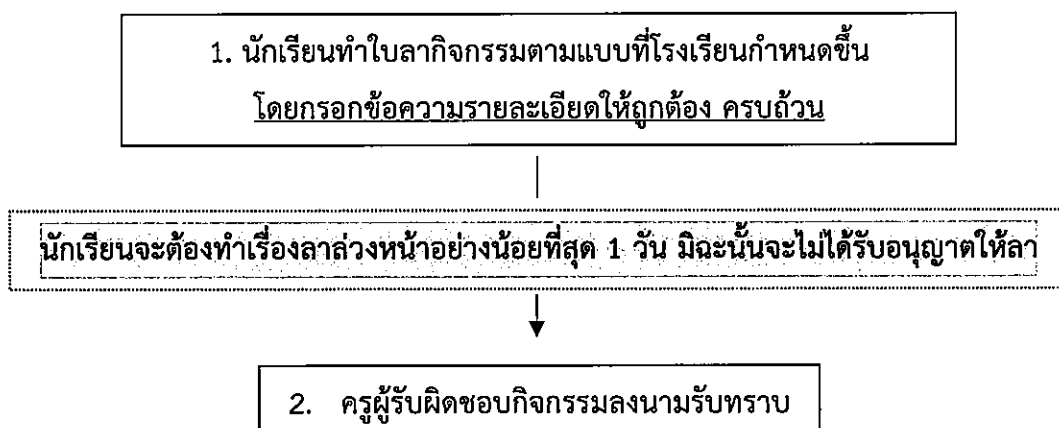 1. นักเรียนทำใบลากิจกรรมตามแบบที่โรงเรียนกำหนดขึ้น
โดยกรอกข้อความรายละเอียดให้ถูกต้อง ครบถ้วน
นักเรียนจะต้องทำเรื่องลาล่วงหน้าอย่างน้อยที่สุด 1 วัน มิฉะนั้นจะไม่ได้รับอนุญาตให้ลา
2. ครูผู้รับผิดชอบกิจกรรมลงนามรับทราบ